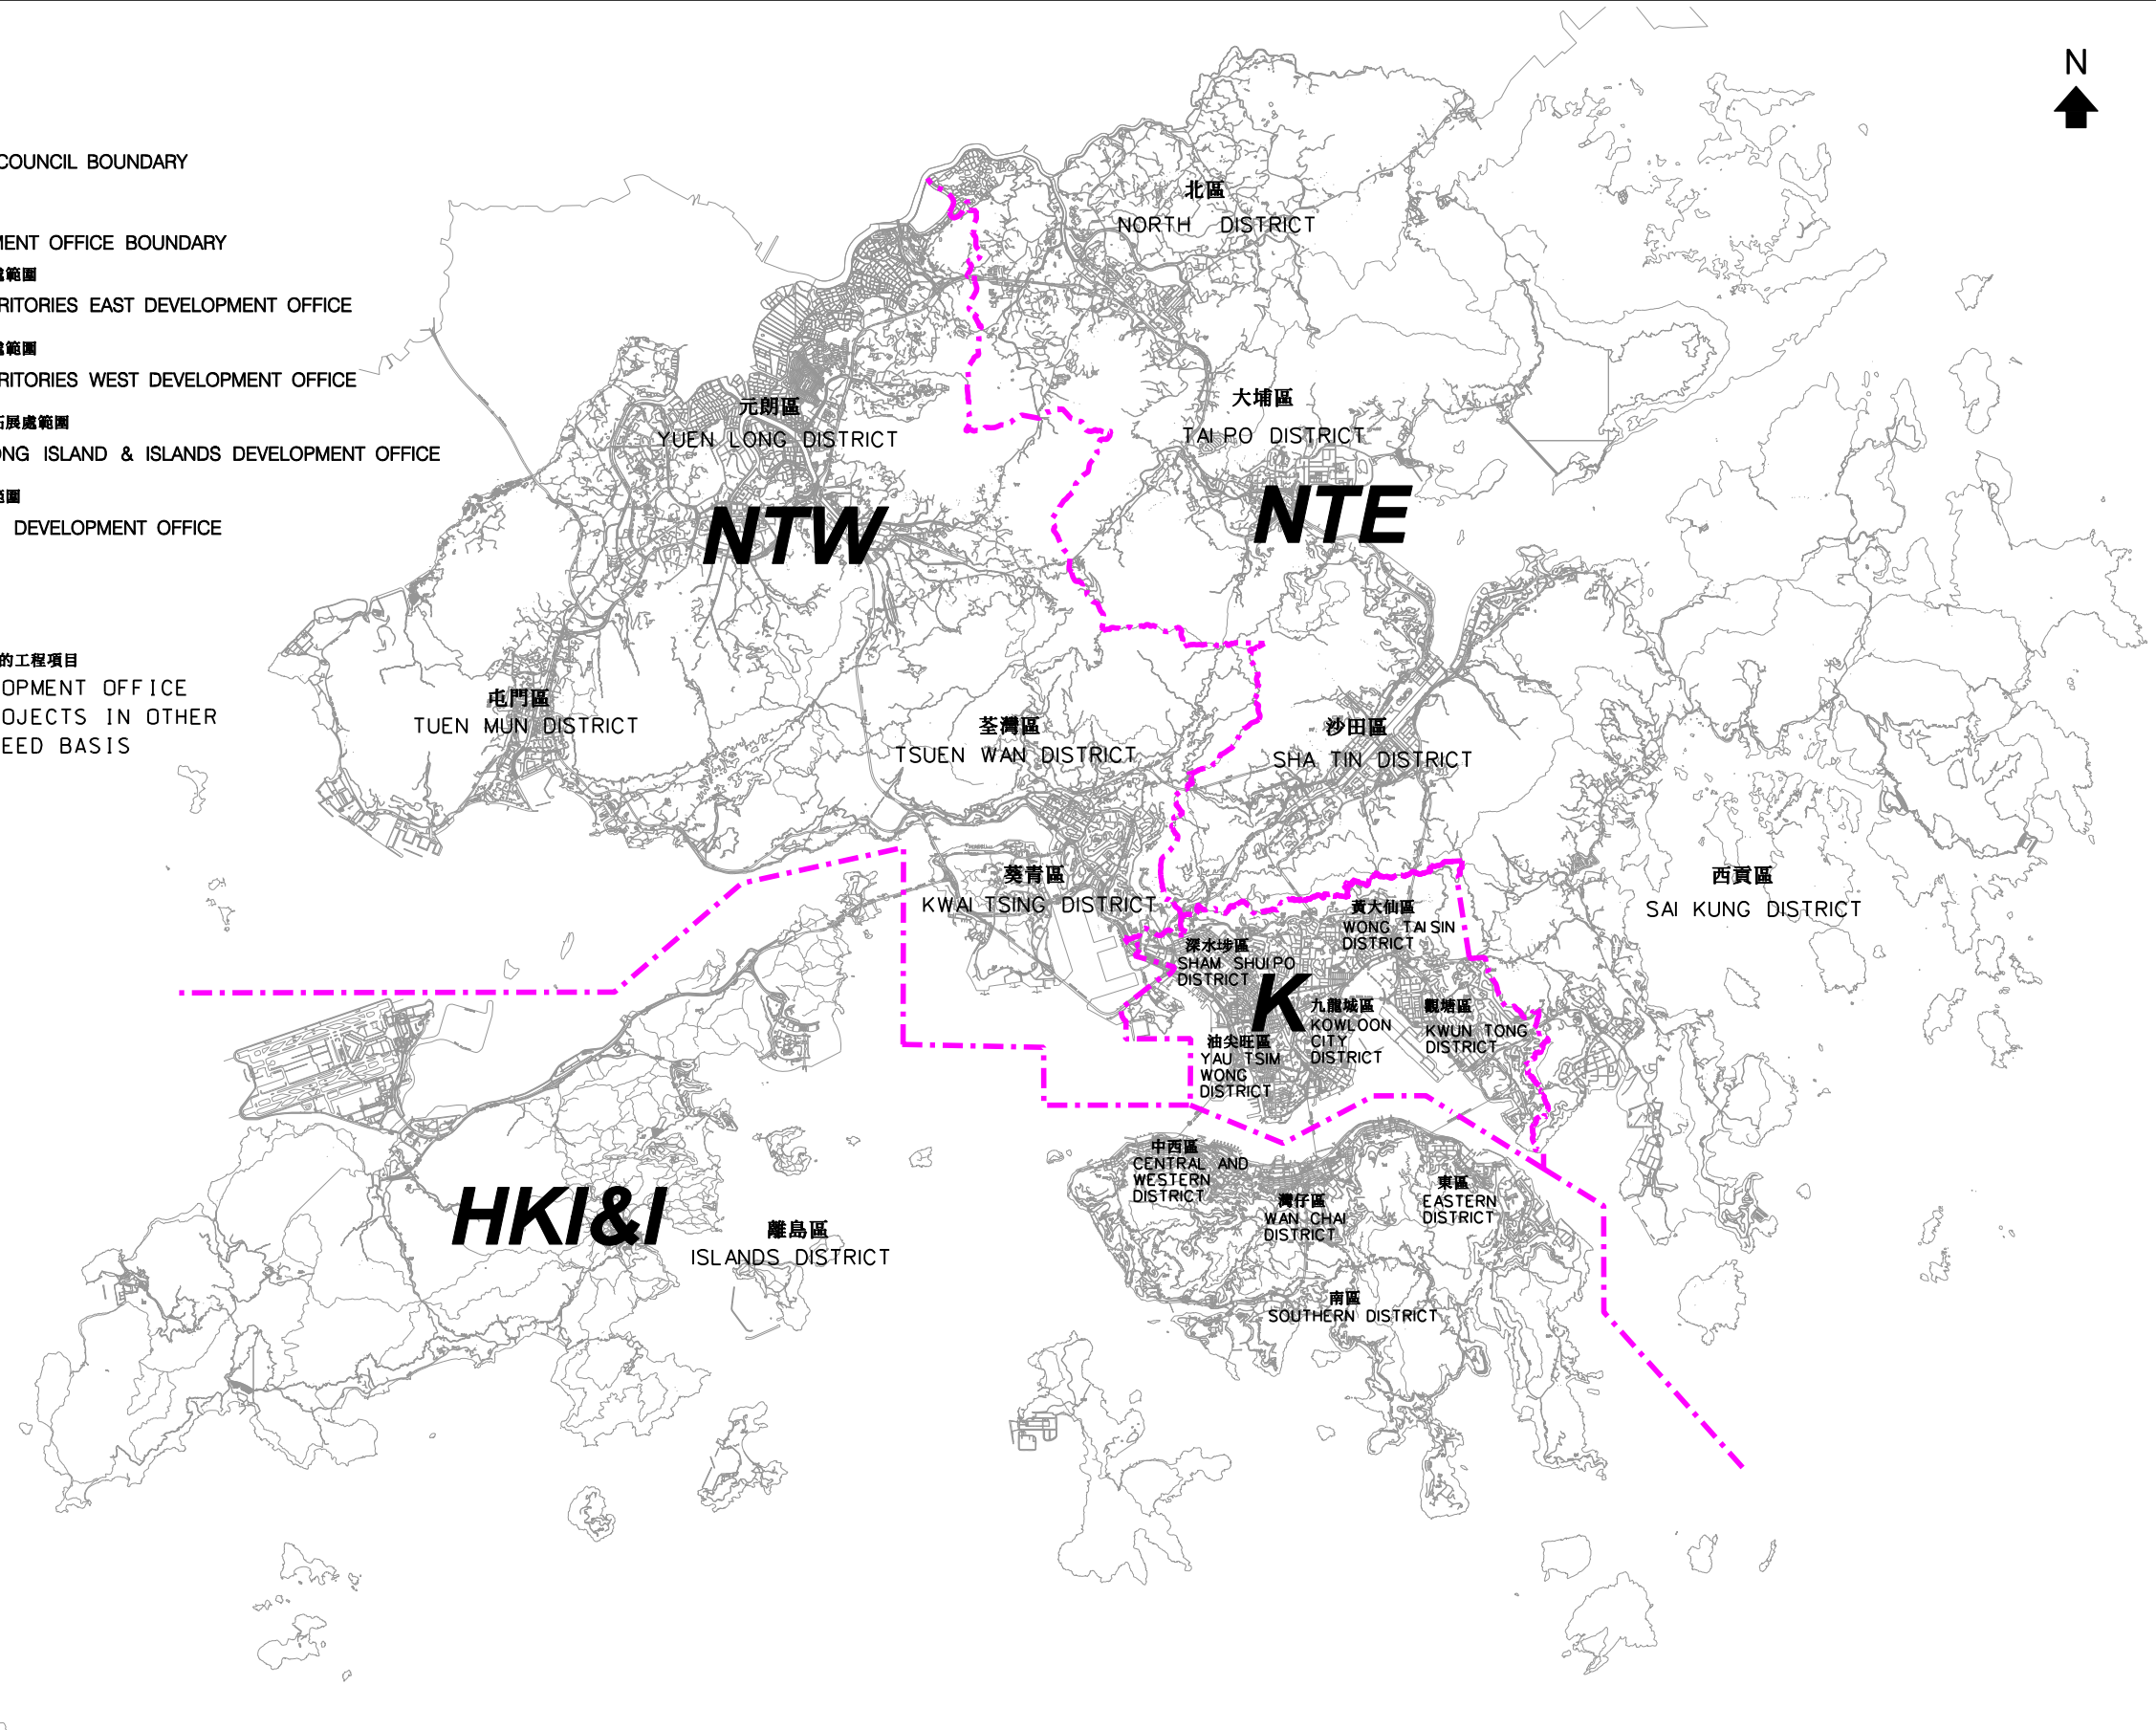 N
COUNCIL BOUNDARY
MENT OFFICE BOUNDARY
處範圍
RITORIES EAST DEVELOPMENT OFFICE
處範圍
RITORIES WEST DEVELOPMENT OFFICE
拓展處範圍
ONG ISLAND & ISLANDS DEVELOPMENT OFFICE
範圍
DEVELOPMENT OFFICE
的工程項目
OPMENT OFFICE
OJECTS IN OTHER
EED BASIS
北區
NORTH DISTRICT
大埔區
TAI PO DISTRICT
NTE
元朗區
YUEN LONG DISTRICT
NTW
屯門區
TUEN MUN DISTRICT
荃灣區
TSUEN WAN DISTRICT
沙田區
SHA TIN DISTRICT
葵青區
KWAI TSING DISTRICT
西貢區
SAI KUNG DISTRICT
黃大仙區
WONG TAI SIN
DISTRICT
深水埗區
SHAM SHUI PO
DISTRICT
K
九龍城區
KOWLOON
CITY
DISTRICT
觀塘區
KWUN TONG
DISTRICT
油尖旺區
YAU TSIM
WONG
DISTRICT
中西區
CENTRAL AND
WESTERN
DISTRICT
灣仔區
WAN CHAI
DISTRICT
東區
EASTERN
DISTRICT
南區
SOUTHERN DISTRICT
HKI&I
離島區
ISLANDS DISTRICT